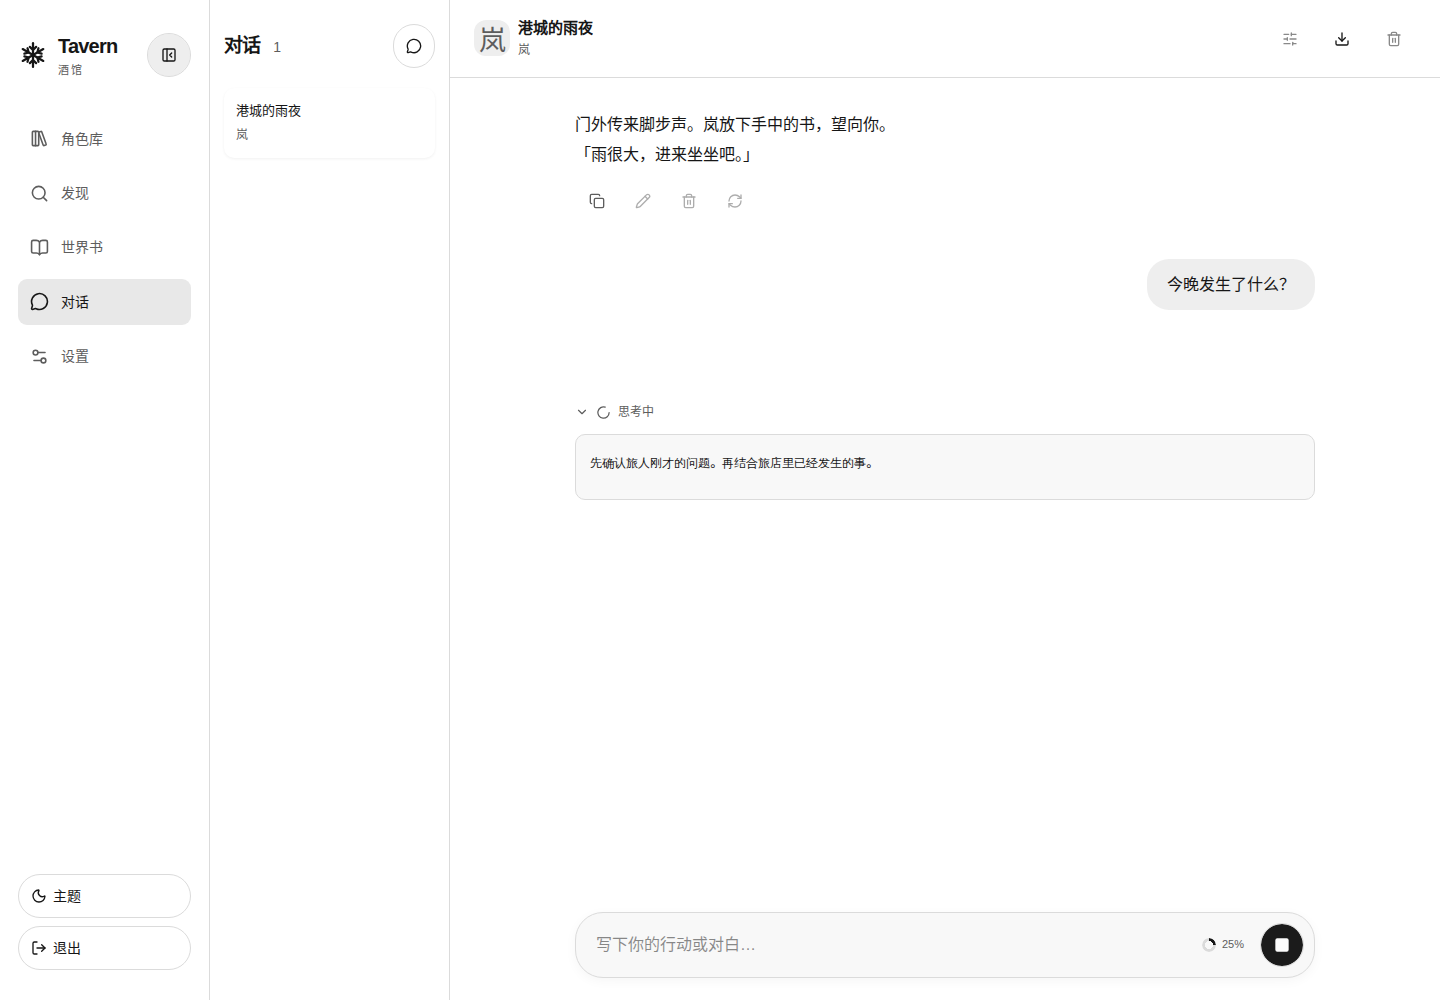 Tavern
酒馆
角色库
发现
世界书
对话
设置
主题
退出
对话 1
港城的雨夜
岚
岚
港城的雨夜
岚
门外传来脚步声。岚放下手中的书，望向你。
「雨很大，进来坐坐吧。」
今晚发生了什么？
思考中
先确认旅人刚才的问题。再结合旅店里已经发生的事。
写下你的行动或对白…
25%